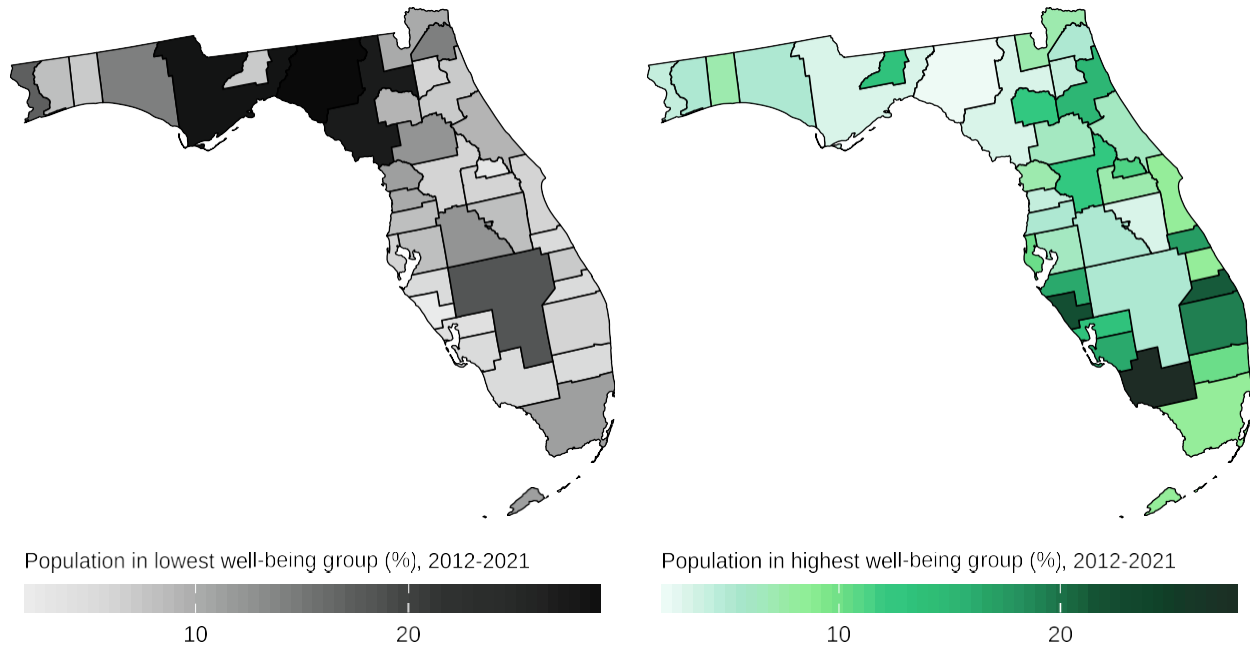 Population in lowest well-being group (%), 2012-2021
10 20
Population in highest well-being group (%), 2012-2021
10 20